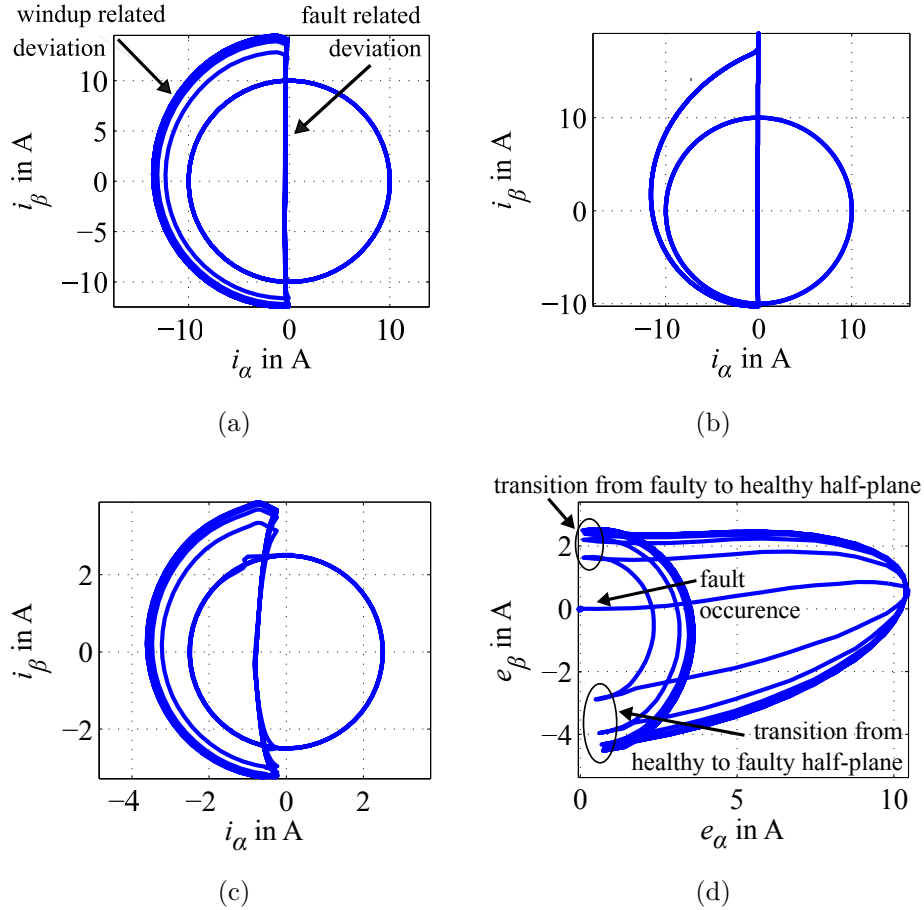 windup related
deviation
fault related
deviation
10
5
0
−5
−10
−10
0
10
i_β in A
i_α in A
(a)
10
0
−10
−10
0
10
i_β in A
i_α in A
(b)
2
0
−2
−4
−2
0
2
i_β in A
i_α in A
(c)
transition from faulty to healthy half-plane
fault
occurence
transition from
healthy to faulty half-plane
2
0
−2
−4
0
5
10
e_β in A
e_α in A
(d)